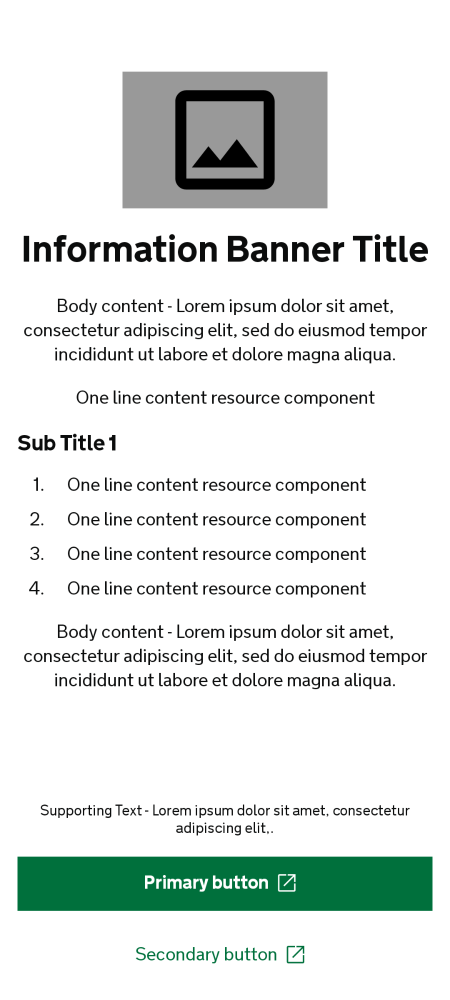 Information Banner Title
Body content - Lorem ipsum dolor sit amet,
consectetur adipiscing elit, sed do eiusmod tempor
incididunt ut labore et dolore magna aliqua.
One line content resource component
Sub Title 1
1. One line content resource component
2. One line content resource component
3. One line content resource component
4. One line content resource component
Body content - Lorem ipsum dolor sit amet,
consectetur adipiscing elit, sed do eiusmod tempor
incididunt ut labore et dolore magna aliqua.
Supporting Text - Lorem ipsum dolor sit amet, consectetur
adipiscing elit,.
Primary button
Secondary button